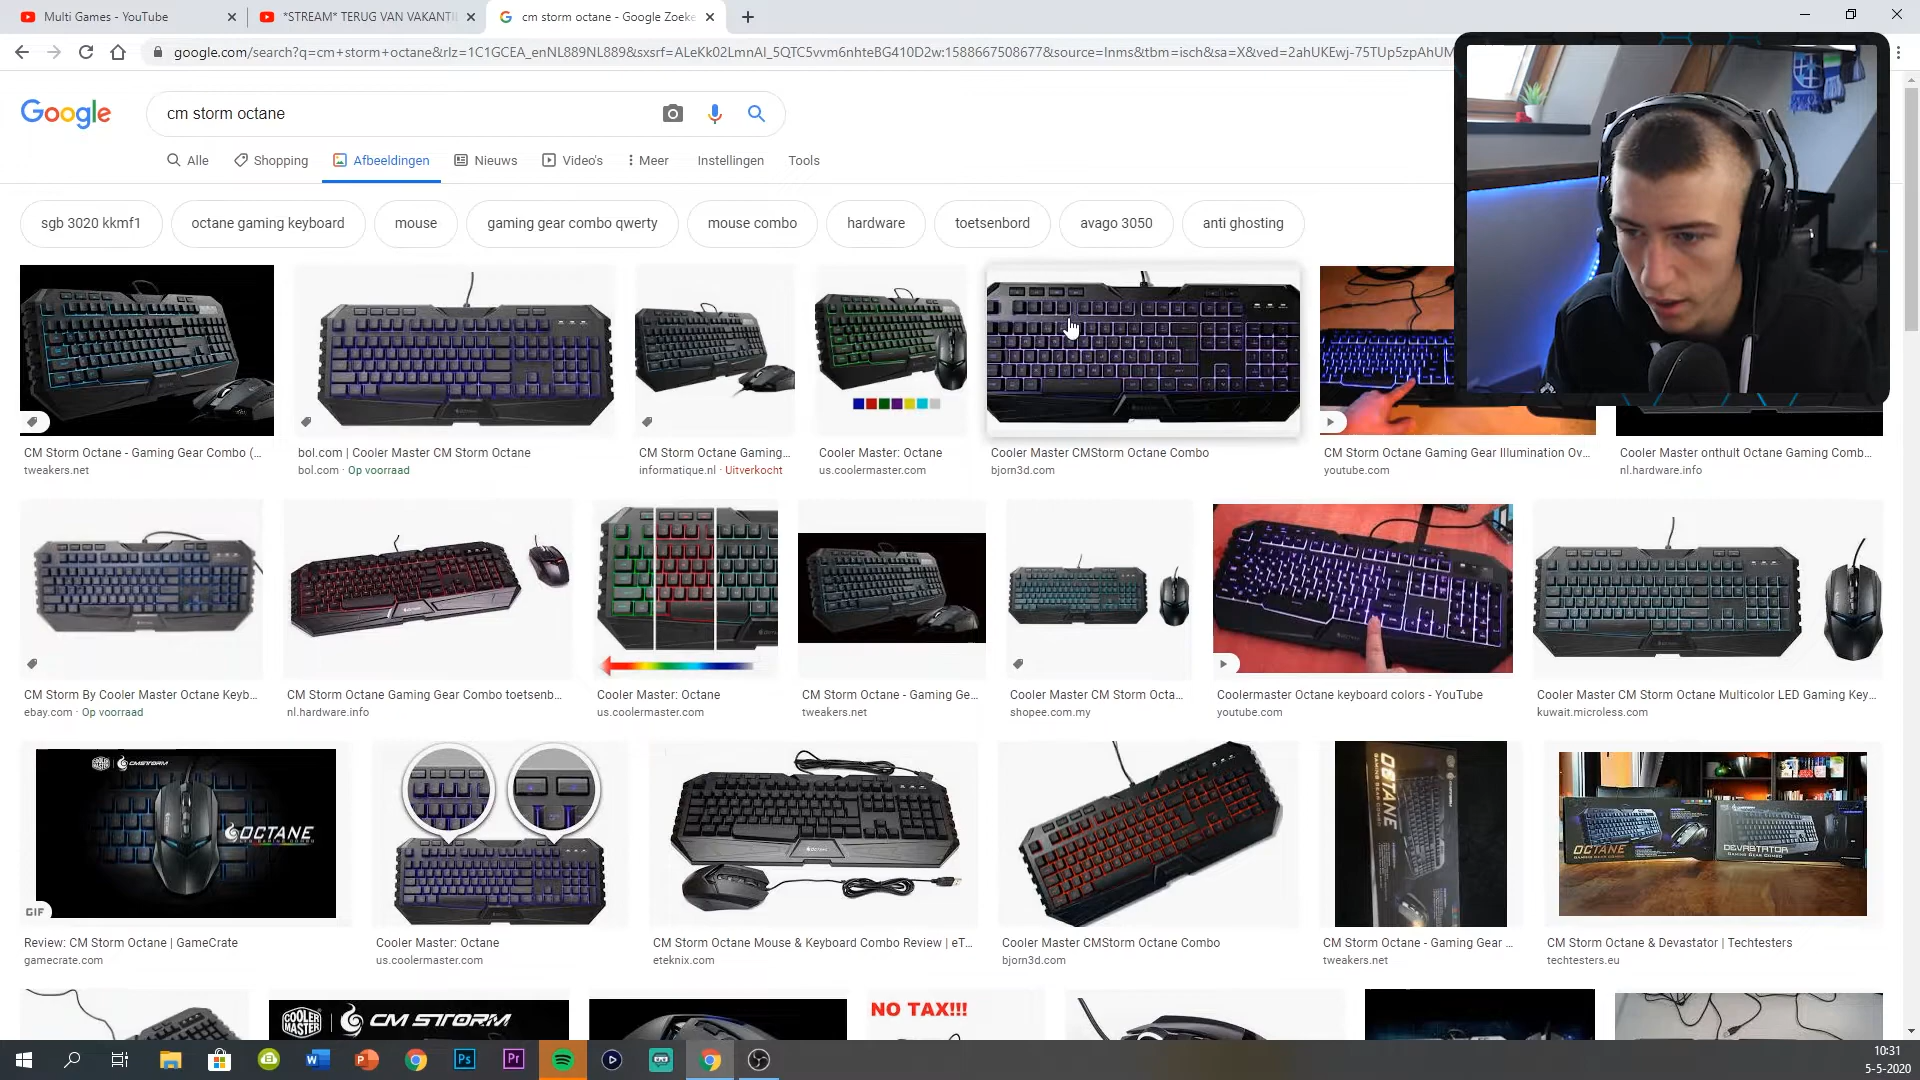 Multi Games - YouTube
*STREAM* TERUG VAN VAKANTI
cm storm octane - Google Zoeke
google.com/search?q=cm+storm+octane&rlz=1C1GCEA_enNL889NL889&sxsrf=ALeKk02LmnAI_5QTC5vvm6nhteBG410D2w:1588667508677&source=lnms&tbm=isch&sa=X&ved=2ahUKEwj-75TUp5zpAhUM
Google
cm storm octane
Alle
Shopping
Afbeeldingen
Nieuws
Video's
Meer
Instellingen
Tools
sgb 3020 kkmf1
octane gaming keyboard
mouse
gaming gear combo qwerty
mouse combo
hardware
toetsenbord
avago 3050
anti ghosting
CM Storm Octane - Gaming Gear Combo (...
tweakers.net
bol.com | Cooler Master CM Storm Octane
bol.com · Op voorraad
CM Storm Octane Gaming...
informatique.nl · Uitverkocht
Cooler Master: Octane
us.coolermaster.com
Cooler Master CMStorm Octane Combo
bjorn3d.com
CM Storm Octane Gaming Gear Illumination Ov...
youtube.com
Cooler Master onthult Octane Gaming Comb...
nl.hardware.info
CM Storm By Cooler Master Octane Keyb...
ebay.com · Op voorraad
CM Storm Octane Gaming Gear Combo toetsenb...
nl.hardware.info
Cooler Master: Octane
us.coolermaster.com
CM Storm Octane - Gaming Ge...
tweakers.net
Cooler Master CM Storm Octa...
shopee.com.my
Coolermaster Octane keyboard colors - YouTube
youtube.com
Cooler Master CM Storm Octane Multicolor LED Gaming Key...
kuwait.microless.com
CMSTORM
OCTANE
GIF
OCTANE
OCTANE
DEVASTATOR
Review: CM Storm Octane | GameCrate
gamecrate.com
Cooler Master: Octane
us.coolermaster.com
CM Storm Octane Mouse & Keyboard Combo Review | eT...
eteknix.com
Cooler Master CMStorm Octane Combo
bjorn3d.com
CM Storm Octane - Gaming Gear ...
tweakers.net
CM Storm Octane & Devastator | Techtesters
techtesters.eu
COOLER
MASTER
CM STORM
NO TAX!!!
W
P
Ps
Pr
10:31
5-5-2020